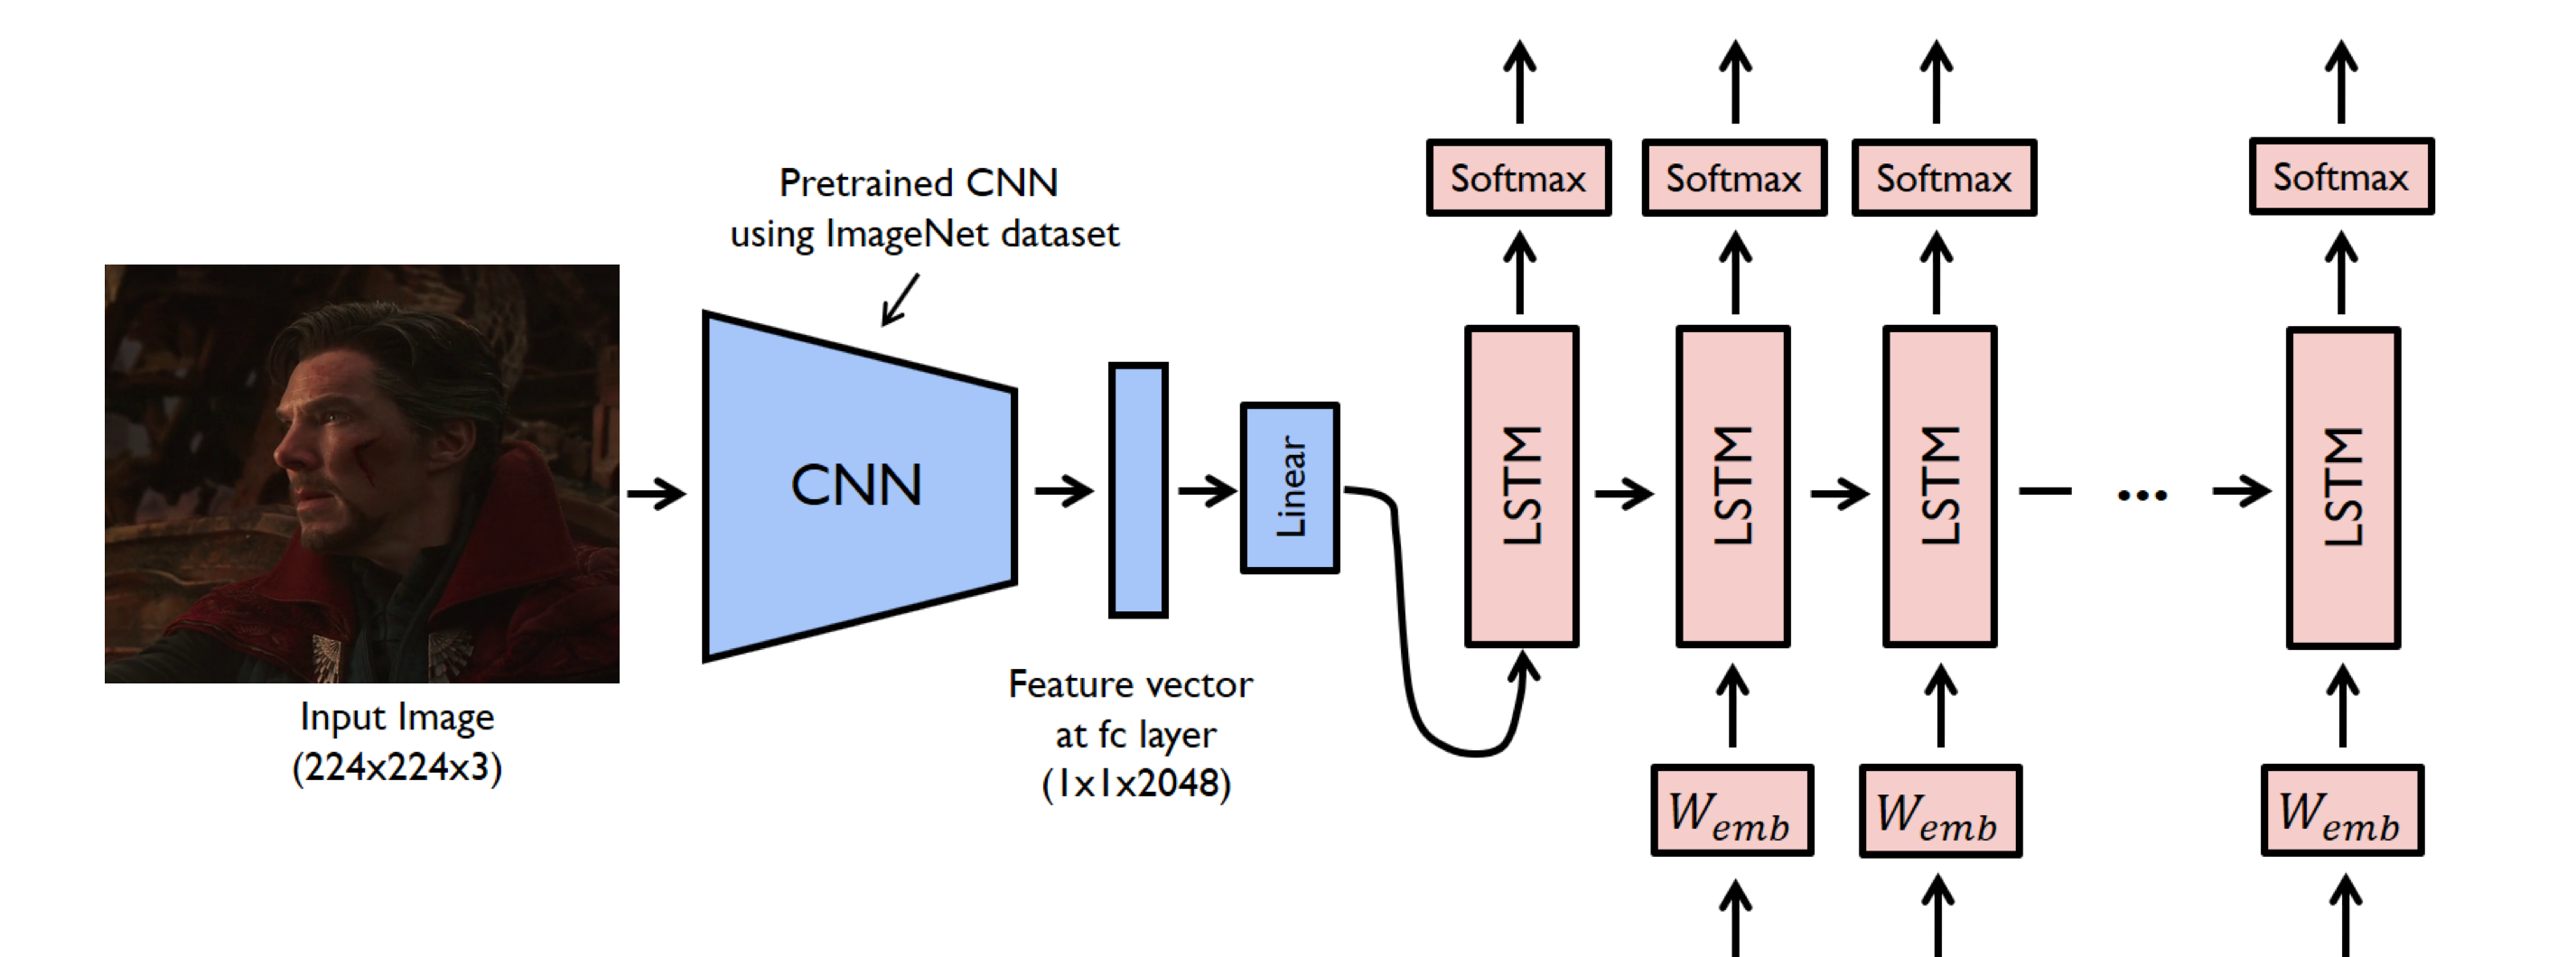 Pretrained CNN
using ImageNet dataset
Input Image
(224x224x3)
CNN
Feature vector
at fc layer
(1x1x2048)
Linear
Softmax
Softmax
Softmax
Softmax
LSTM
LSTM
LSTM
...
LSTM
W_emb
W_emb
W_emb